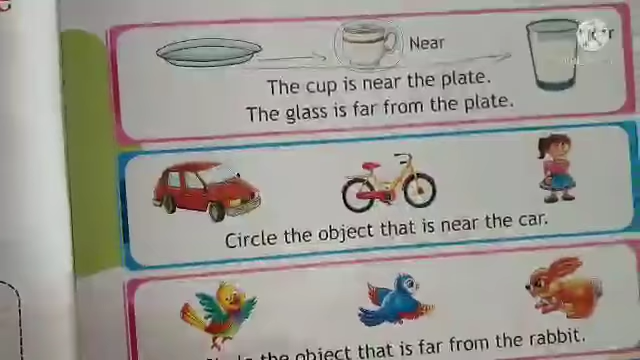 Near
The cup is near the plate.
The glass is far from the plate.
Circle the object that is near the car.
the object that is far from the rabbit.